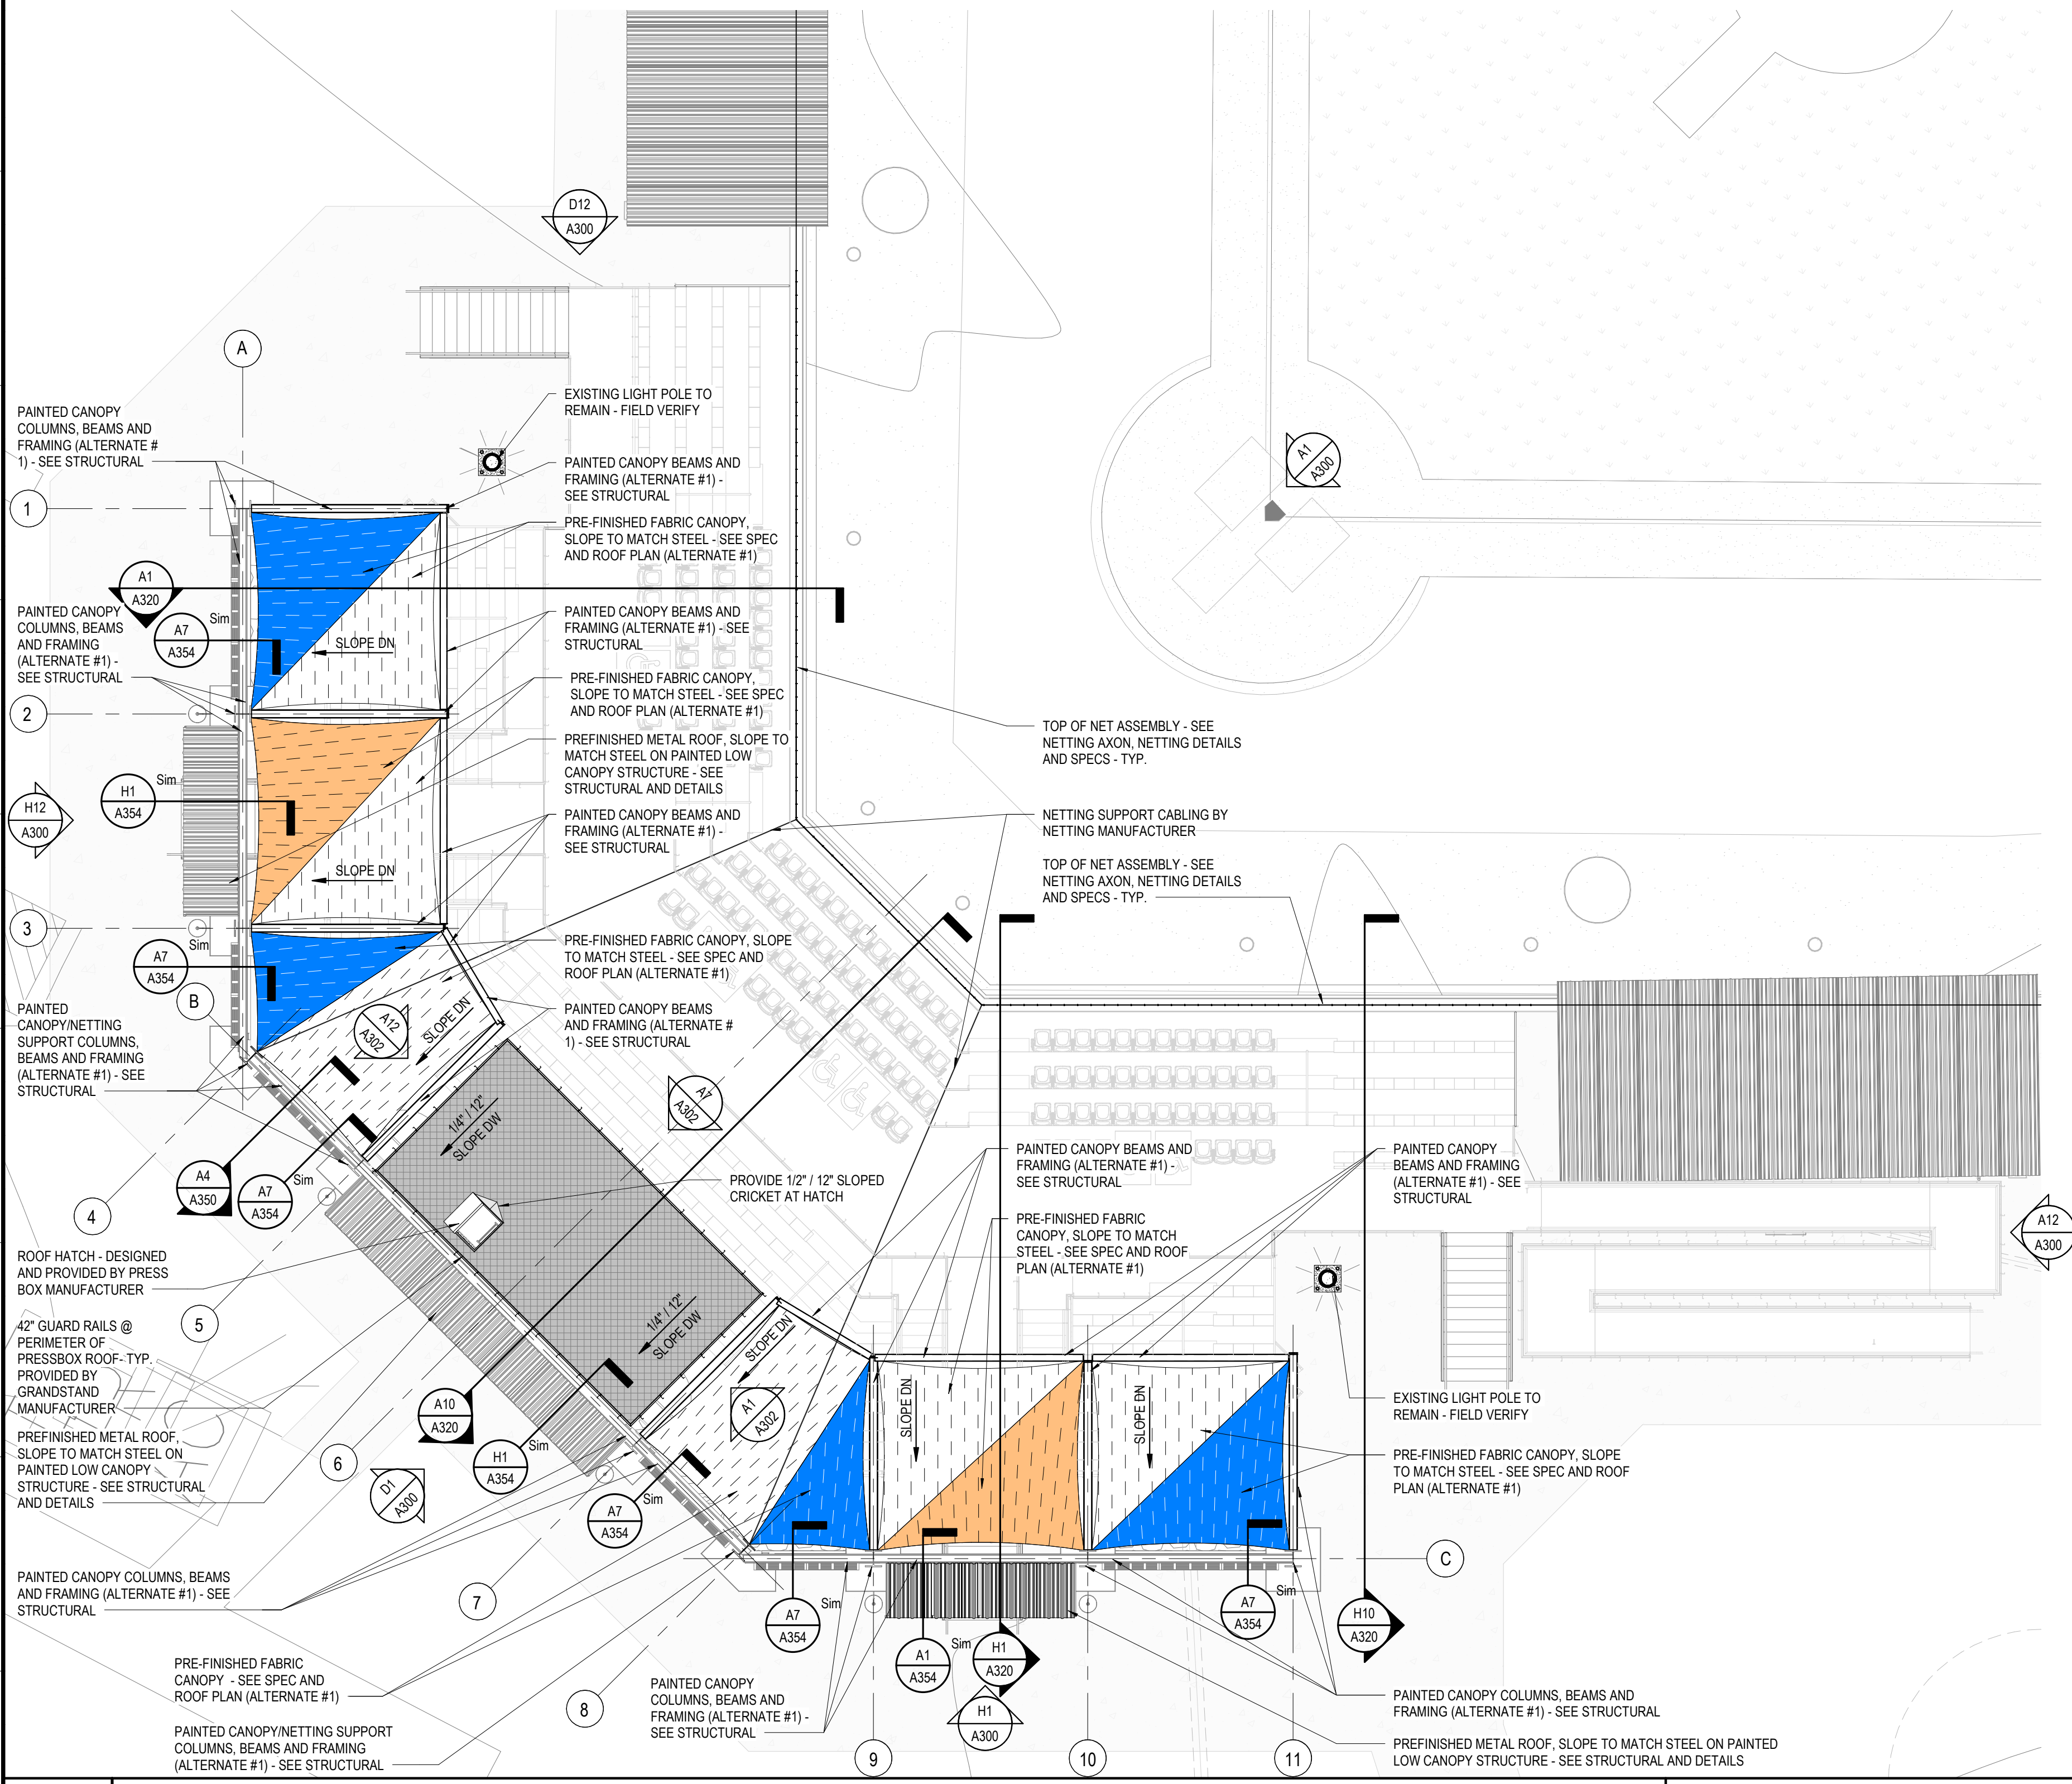 D12
A300
A
EXISTING LIGHT POLE TO
REMAIN - FIELD VERIFY
PAINTED CANOPY
COLUMNS, BEAMS AND
FRAMING (ALTERNATE #
1) - SEE STRUCTURAL
A1
A300
PAINTED CANOPY BEAMS AND
FRAMING (ALTERNATE #1) -
SEE STRUCTURAL
1
PRE-FINISHED FABRIC CANOPY,
SLOPE TO MATCH STEEL - SEE SPEC
AND ROOF PLAN (ALTERNATE #1)
A1
A320
PAINTED CANOPY
COLUMNS, BEAMS
AND FRAMING
(ALTERNATE #1) -
SEE STRUCTURAL
Sim
A7
A354
SLOPE DN
PAINTED CANOPY BEAMS AND
FRAMING (ALTERNATE #1) - SEE
STRUCTURAL
PRE-FINISHED FABRIC CANOPY,
SLOPE TO MATCH STEEL - SEE SPEC
AND ROOF PLAN (ALTERNATE #1)
2
TOP OF NET ASSEMBLY - SEE
NETTING AXON, NETTING DETAILS
AND SPECS - TYP.
PREFINISHED METAL ROOF, SLOPE TO
MATCH STEEL ON PAINTED LOW
CANOPY STRUCTURE - SEE
STRUCTURAL AND DETAILS
Sim
H1
A354
H12
A300
PAINTED CANOPY BEAMS AND
FRAMING (ALTERNATE #1) -
SEE STRUCTURAL
NETTING SUPPORT CABLING BY
NETTING MANUFACTURER
SLOPE DN
TOP OF NET ASSEMBLY - SEE
NETTING AXON, NETTING DETAILS
AND SPECS - TYP.
3
Sim
A7
A354
PRE-FINISHED FABRIC CANOPY, SLOPE
TO MATCH STEEL - SEE SPEC AND
ROOF PLAN (ALTERNATE #1)
B
PAINTED
CANOPY/NETTING
SUPPORT COLUMNS,
BEAMS AND FRAMING
(ALTERNATE #1) - SEE
STRUCTURAL
A12
A302
SLOPE DN
PAINTED CANOPY BEAMS
AND FRAMING (ALTERNATE #
1) - SEE STRUCTURAL
A7
A302
1/4" / 12"
SLOPE DW
PAINTED CANOPY BEAMS AND
FRAMING (ALTERNATE #1) -
SEE STRUCTURAL
PAINTED CANOPY
BEAMS AND FRAMING
(ALTERNATE #1) - SEE
STRUCTURAL
A4
A350
Sim
A7
A354
PROVIDE 1/2" / 12" SLOPED
CRICKET AT HATCH
4
PRE-FINISHED FABRIC
CANOPY, SLOPE TO MATCH
STEEL - SEE SPEC AND ROOF
PLAN (ALTERNATE #1)
A12
A300
ROOF HATCH - DESIGNED
AND PROVIDED BY PRESS
BOX MANUFACTURER
5
42" GUARD RAILS @
PERIMETER OF
PRESSBOX ROOF- TYP.
PROVIDED BY
GRANDSTAND
MANUFACTURER
1/4" / 12"
SLOPE DW
SLOPE DN
A1
A302
SLOPE DN
SLOPE DN
EXISTING LIGHT POLE TO
REMAIN - FIELD VERIFY
A10
A320
PREFINISHED METAL ROOF,
SLOPE TO MATCH STEEL ON
PAINTED LOW CANOPY
STRUCTURE - SEE STRUCTURAL
AND DETAILS
6
Sim
H1
A354
PRE-FINISHED FABRIC CANOPY, SLOPE
TO MATCH STEEL - SEE SPEC AND ROOF
PLAN (ALTERNATE #1)
D1
A300
Sim
A7
A354
C
PAINTED CANOPY COLUMNS, BEAMS
AND FRAMING (ALTERNATE #1) - SEE
STRUCTURAL
7
A7
A354
Sim
A1
A354
Sim
H1
A320
A7
A354
Sim
H10
A320
PRE-FINISHED FABRIC
CANOPY - SEE SPEC AND
ROOF PLAN (ALTERNATE #1)
8
PAINTED CANOPY
COLUMNS, BEAMS AND
FRAMING (ALTERNATE #1) -
SEE STRUCTURAL
H1
A300
PAINTED CANOPY COLUMNS, BEAMS AND
FRAMING (ALTERNATE #1) - SEE STRUCTURAL
PAINTED CANOPY/NETTING SUPPORT
COLUMNS, BEAMS AND FRAMING
(ALTERNATE #1) - SEE STRUCTURAL
9
10
11
PREFINISHED METAL ROOF, SLOPE TO MATCH STEEL ON PAINTED
LOW CANOPY STRUCTURE - SEE STRUCTURAL AND DETAILS